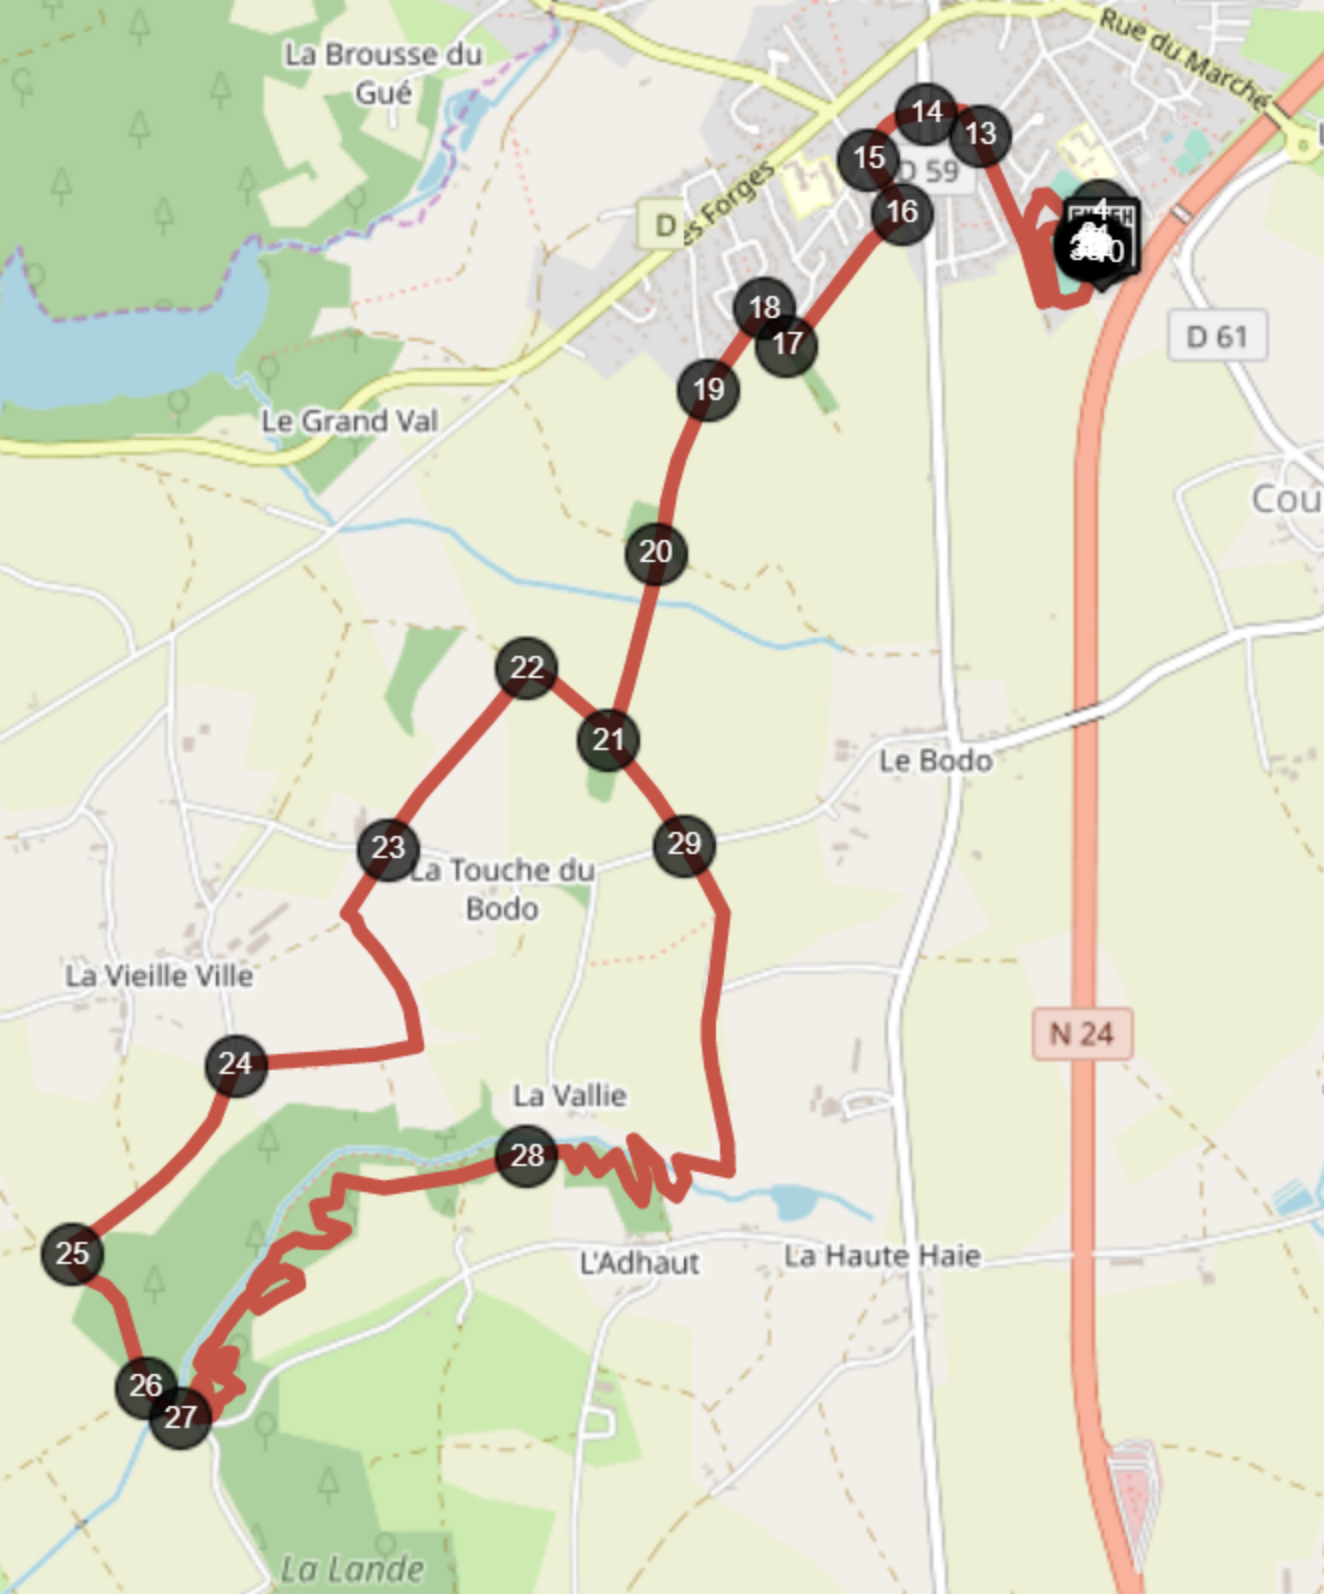 La Brousse du
Gué
Rue du Marché
14
13
15
D 59
16
4
D
es Forges
18
17
D 61
19
Le Grand Val
Cou
20
22
21
Le Bodo
29
23
La Touche du
Bodo
La Vieille Ville
24
N 24
La Vallie
28
25
L'Adhaut
La Haute Haie
26
27
La Lande